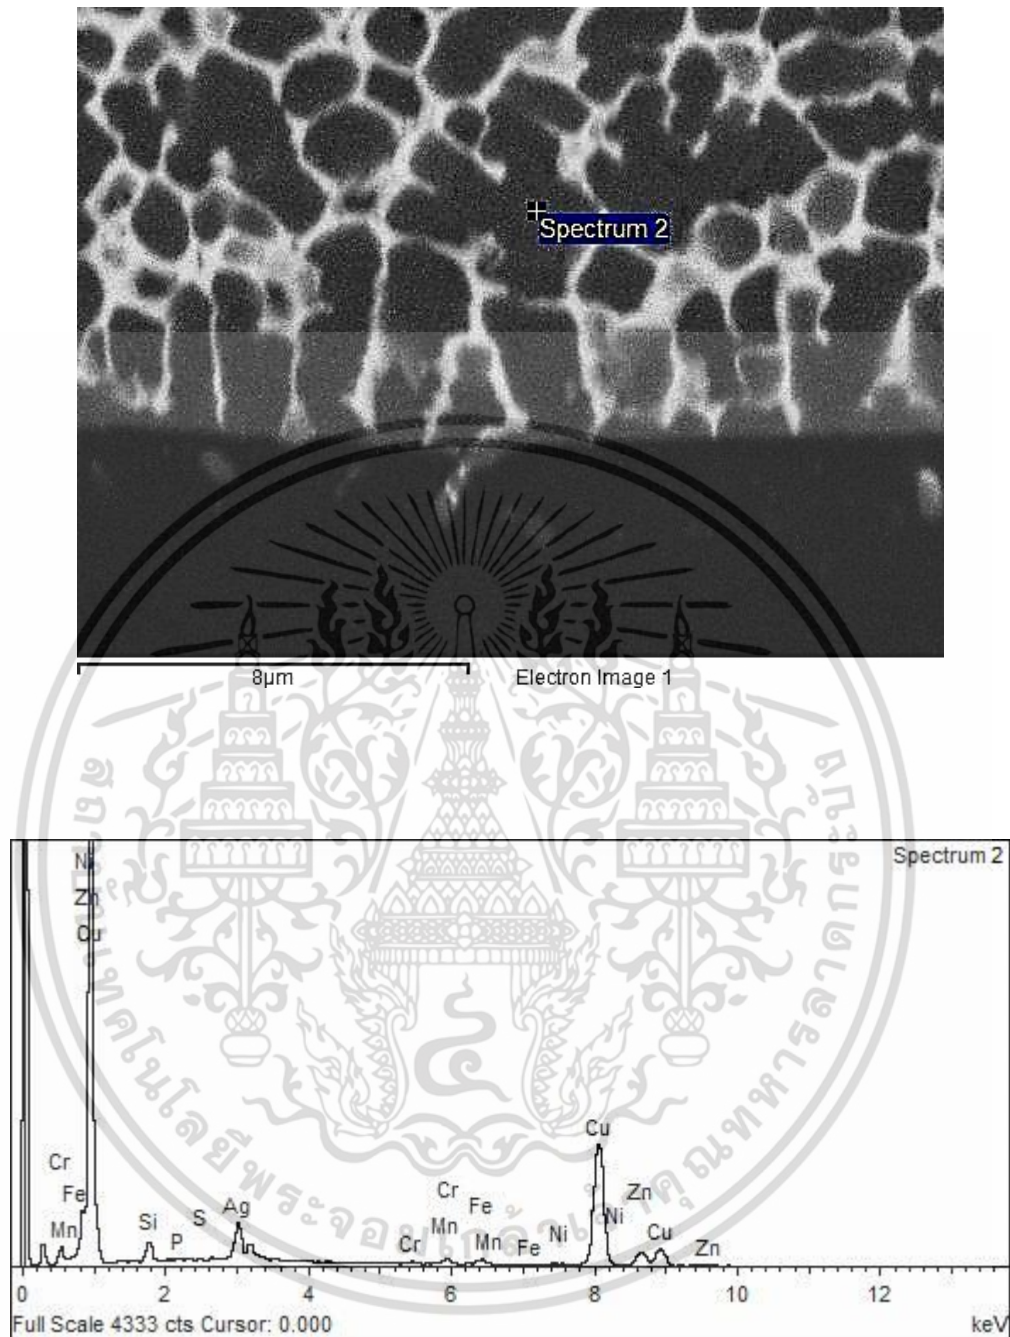 Spectrum 2
8µm
Electron Image 1
Spectrum 2
Ni
Zn
Cu
Cr
Fe
Mn
Si
P
S
Ag
Cr
Cr
Mn
Fe
Mn
Fe
Ni
Cu
Ni
Zn
Cu
Zn
0 2 4 6 8 10 12
Full Scale 4333 cts Cursor: 0.000 keV